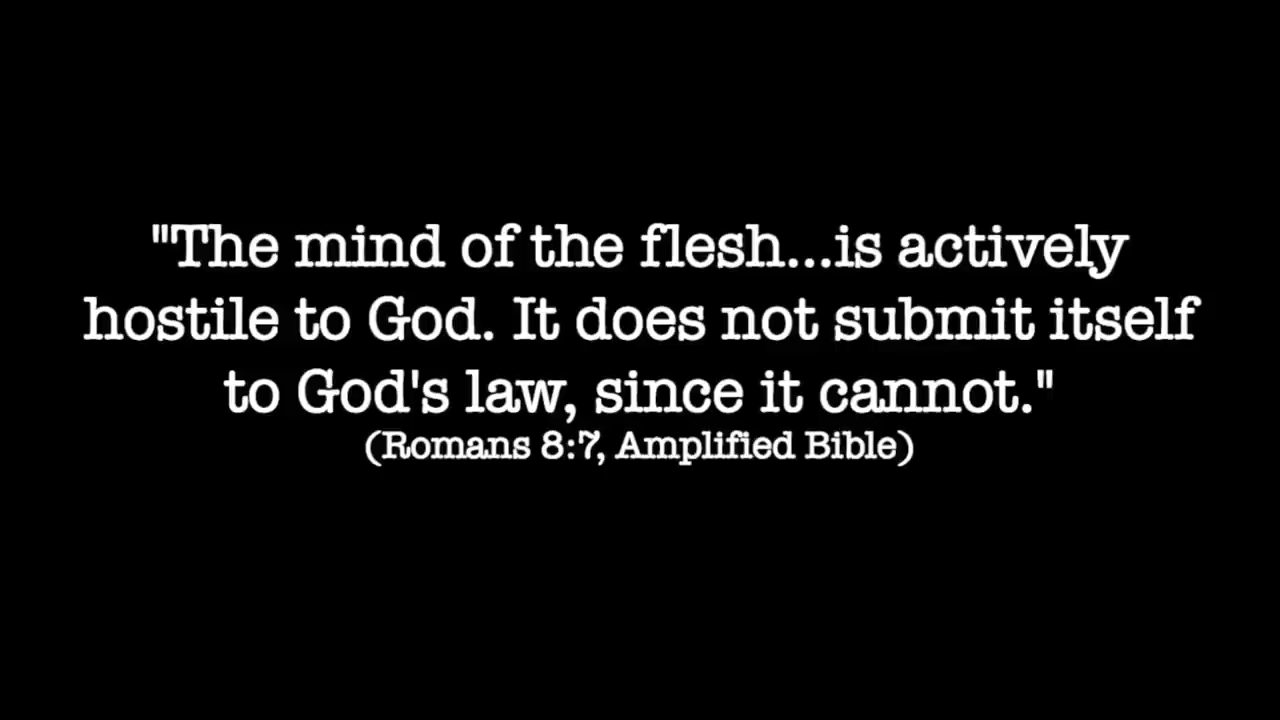 "The mind of the flesh...is actively
hostile to God. It does not submit itself
to God's law, since it cannot."
(Romans 8:7, Amplified Bible)